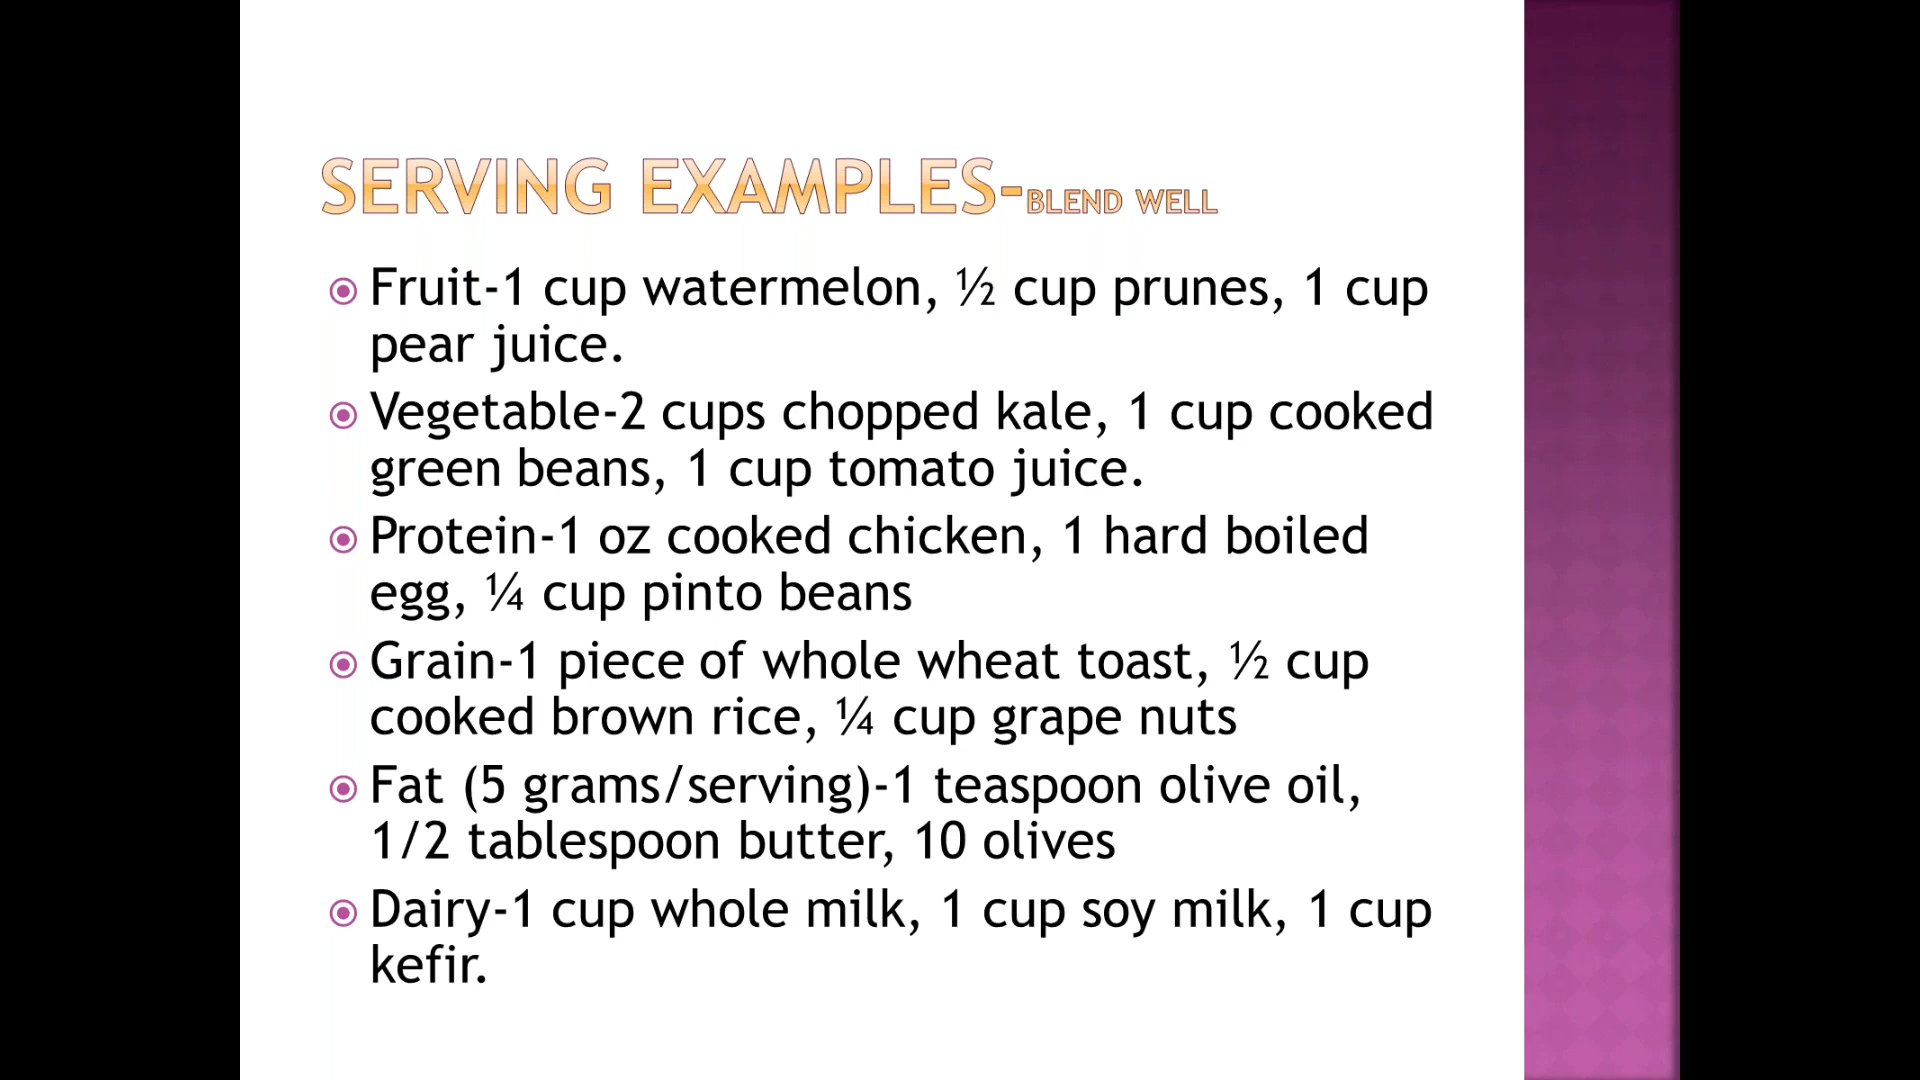 SERVING EXAMPLES-BLEND WELL
Fruit-1 cup watermelon, ½ cup prunes, 1 cup
pear juice.
Vegetable-2 cups chopped kale, 1 cup cooked
green beans, 1 cup tomato juice.
Protein-1 oz cooked chicken, 1 hard boiled
egg, ¼ cup pinto beans
Grain-1 piece of whole wheat toast, ½ cup
cooked brown rice, ¼ cup grape nuts
Fat (5 grams/serving)-1 teaspoon olive oil,
1/2 tablespoon butter, 10 olives
Dairy-1 cup whole milk, 1 cup soy milk, 1 cup
kefir.